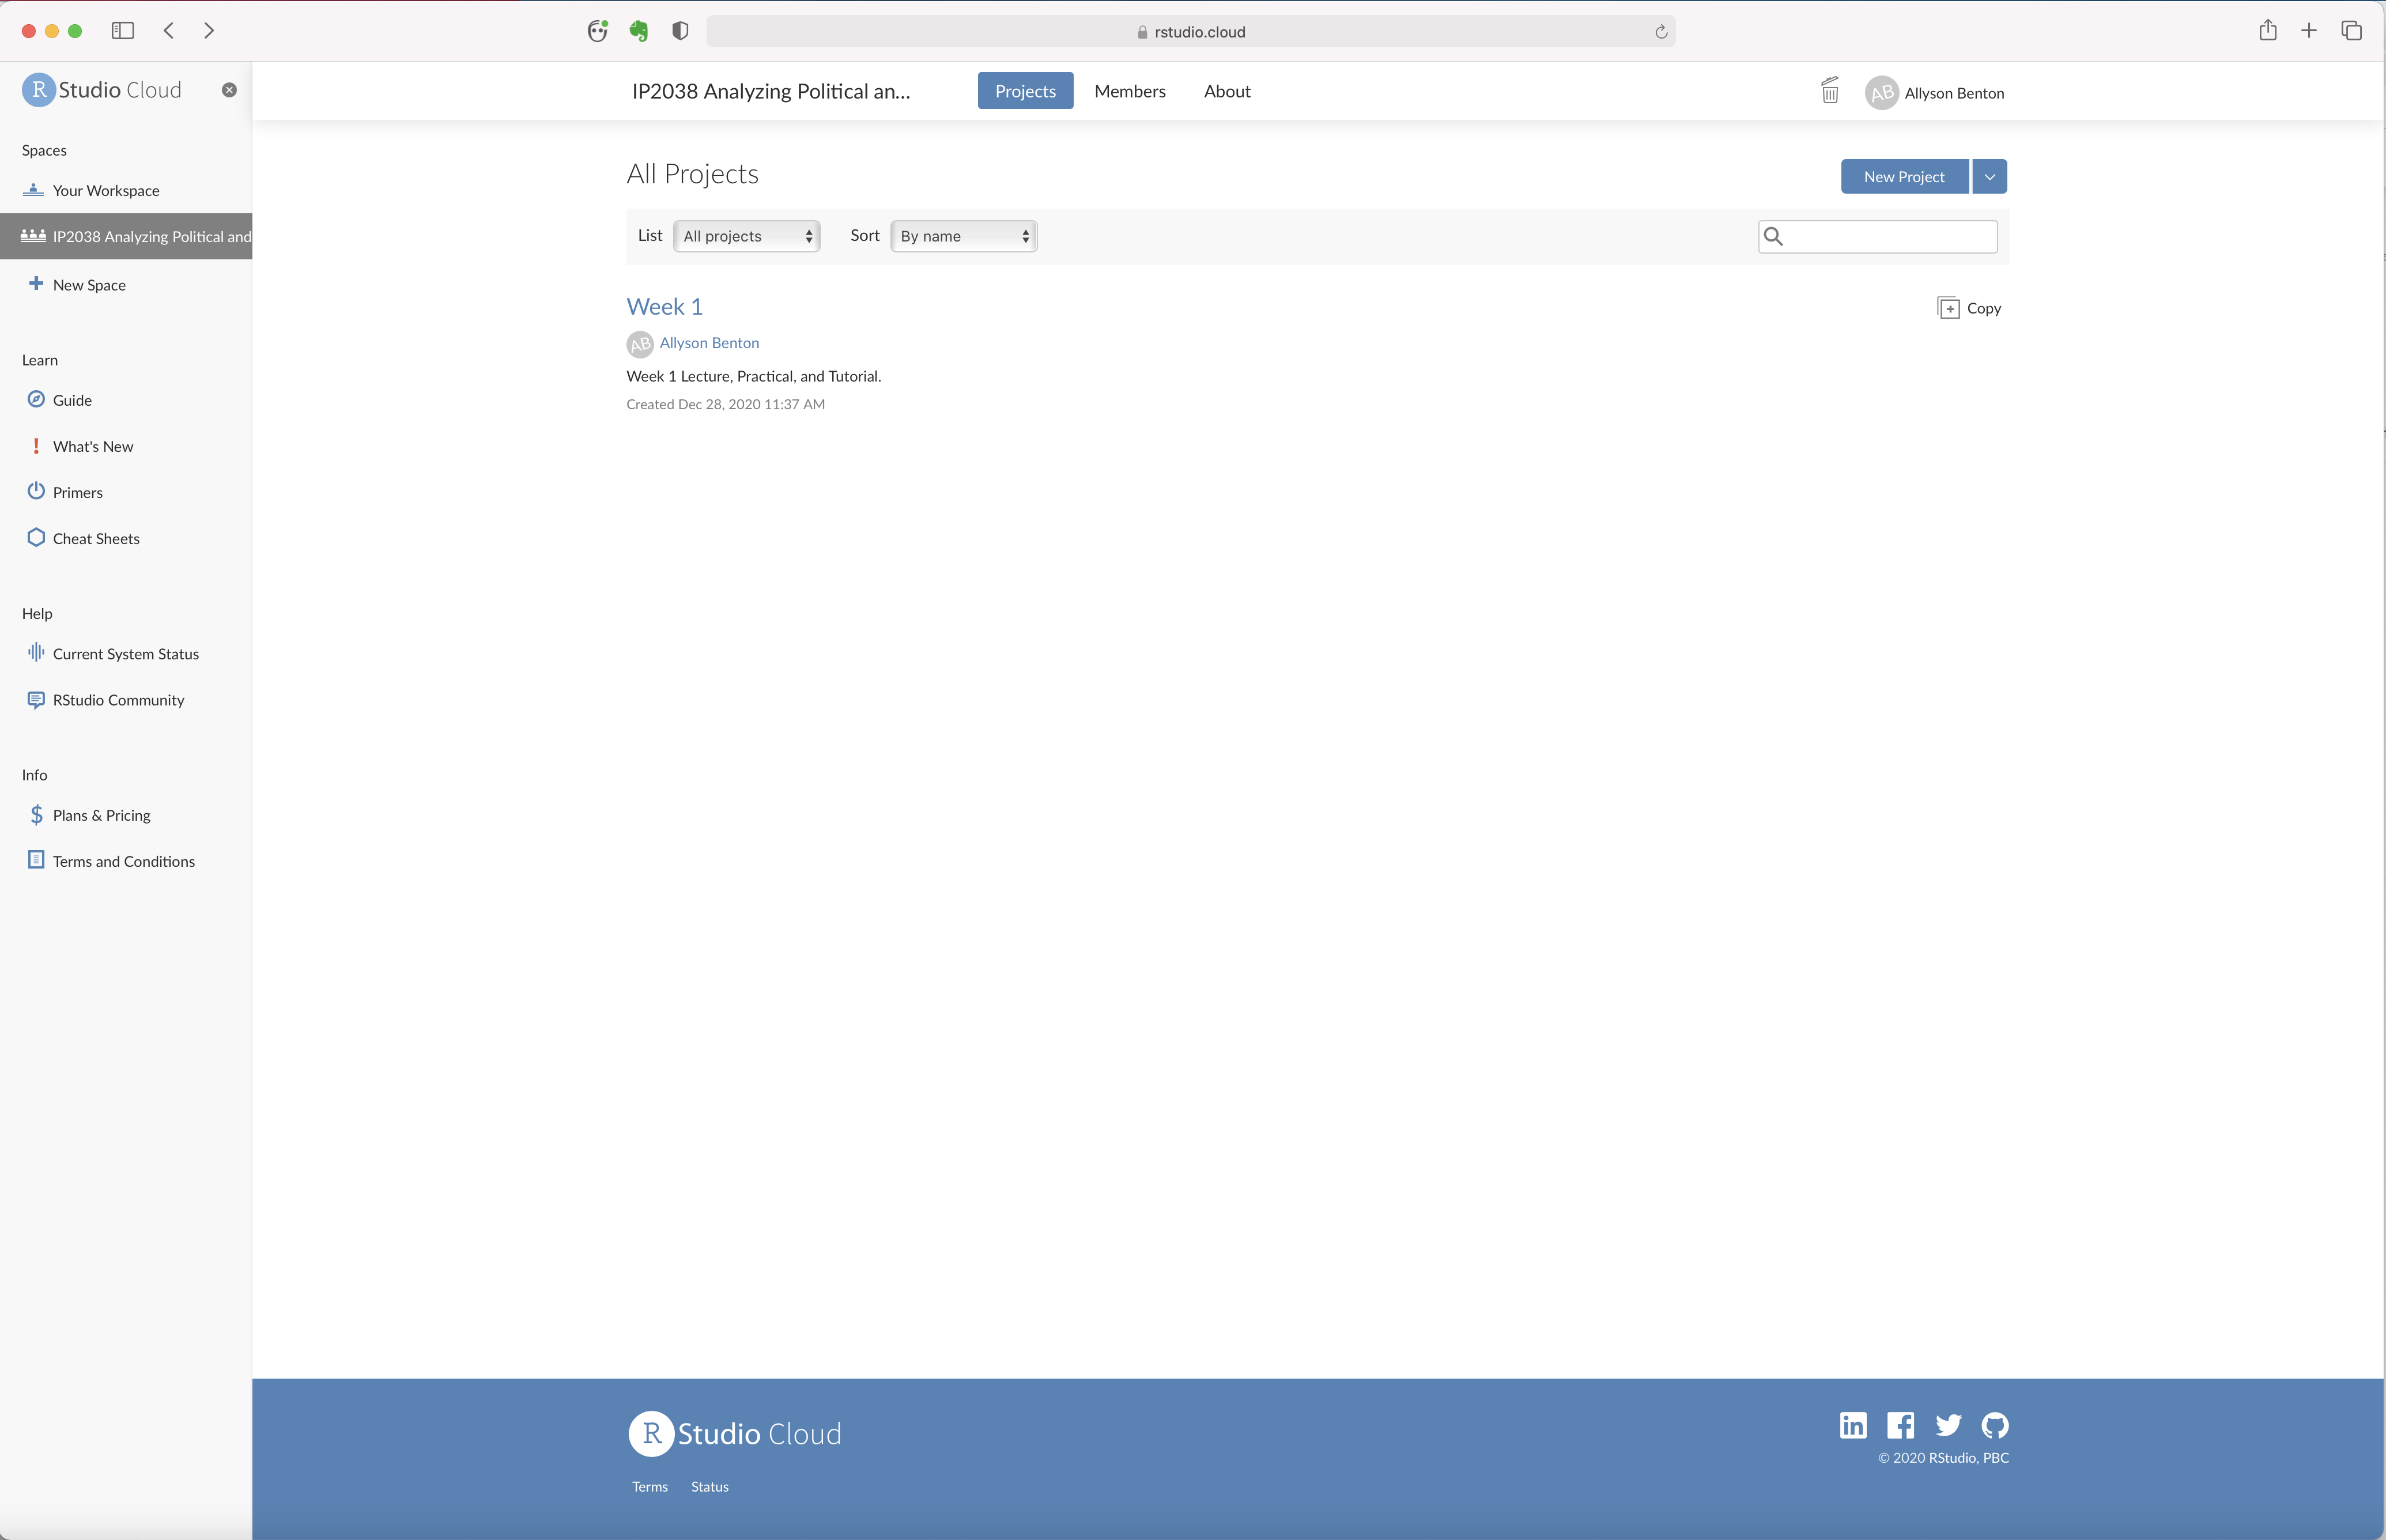 rstudio.cloud
R Studio Cloud
IP2038 Analyzing Political an...
Projects
Members
About
AB
Allyson Benton
Spaces
Your Workspace
IP2038 Analyzing Political and
New Space
Learn
Guide
What's New
Primers
Cheat Sheets
Help
Current System Status
RStudio Community
Info
Plans & Pricing
Terms and Conditions
All Projects
New Project
List
All projects
Sort
By name
Week 1
Copy
AB
Allyson Benton
Week 1 Lecture, Practical, and Tutorial.
Created Dec 28, 2020 11:37 AM
R Studio Cloud
Terms
Status
in
© 2020 RStudio, PBC